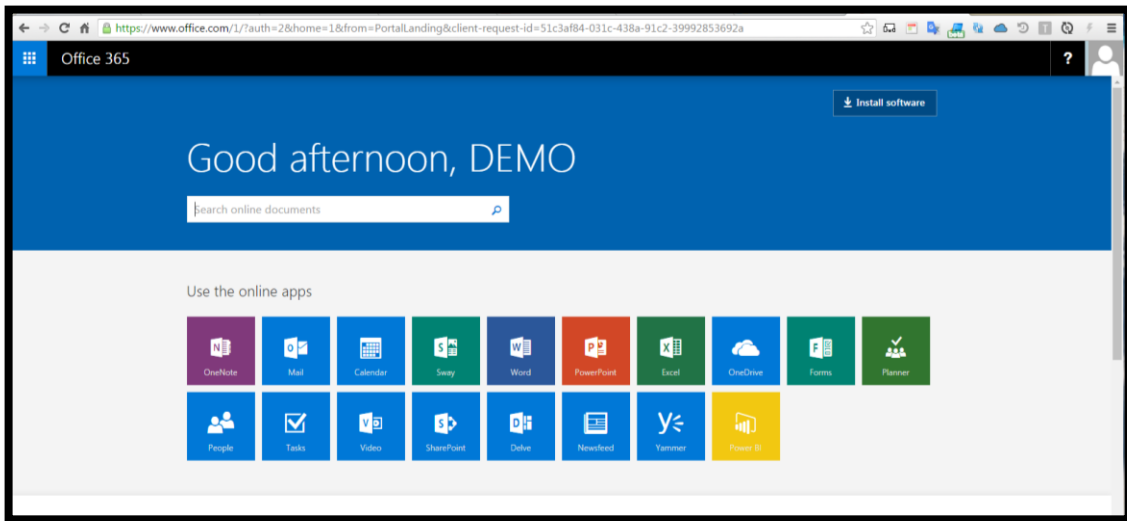 https://www.office.com/1/?auth=2&home=1&from=PortalLanding&client-request-id=51c3af84-031c-438a-91c2-39992853692a
Office 365
?
Install software
Good afternoon, DEMO
Search online documents
Use the online apps
OneNote Mail Calendar Sway Word PowerPoint Excel OneDrive Forms Planner
People Tasks Video SharePoint Delve Newsfeed Yammer Power BI